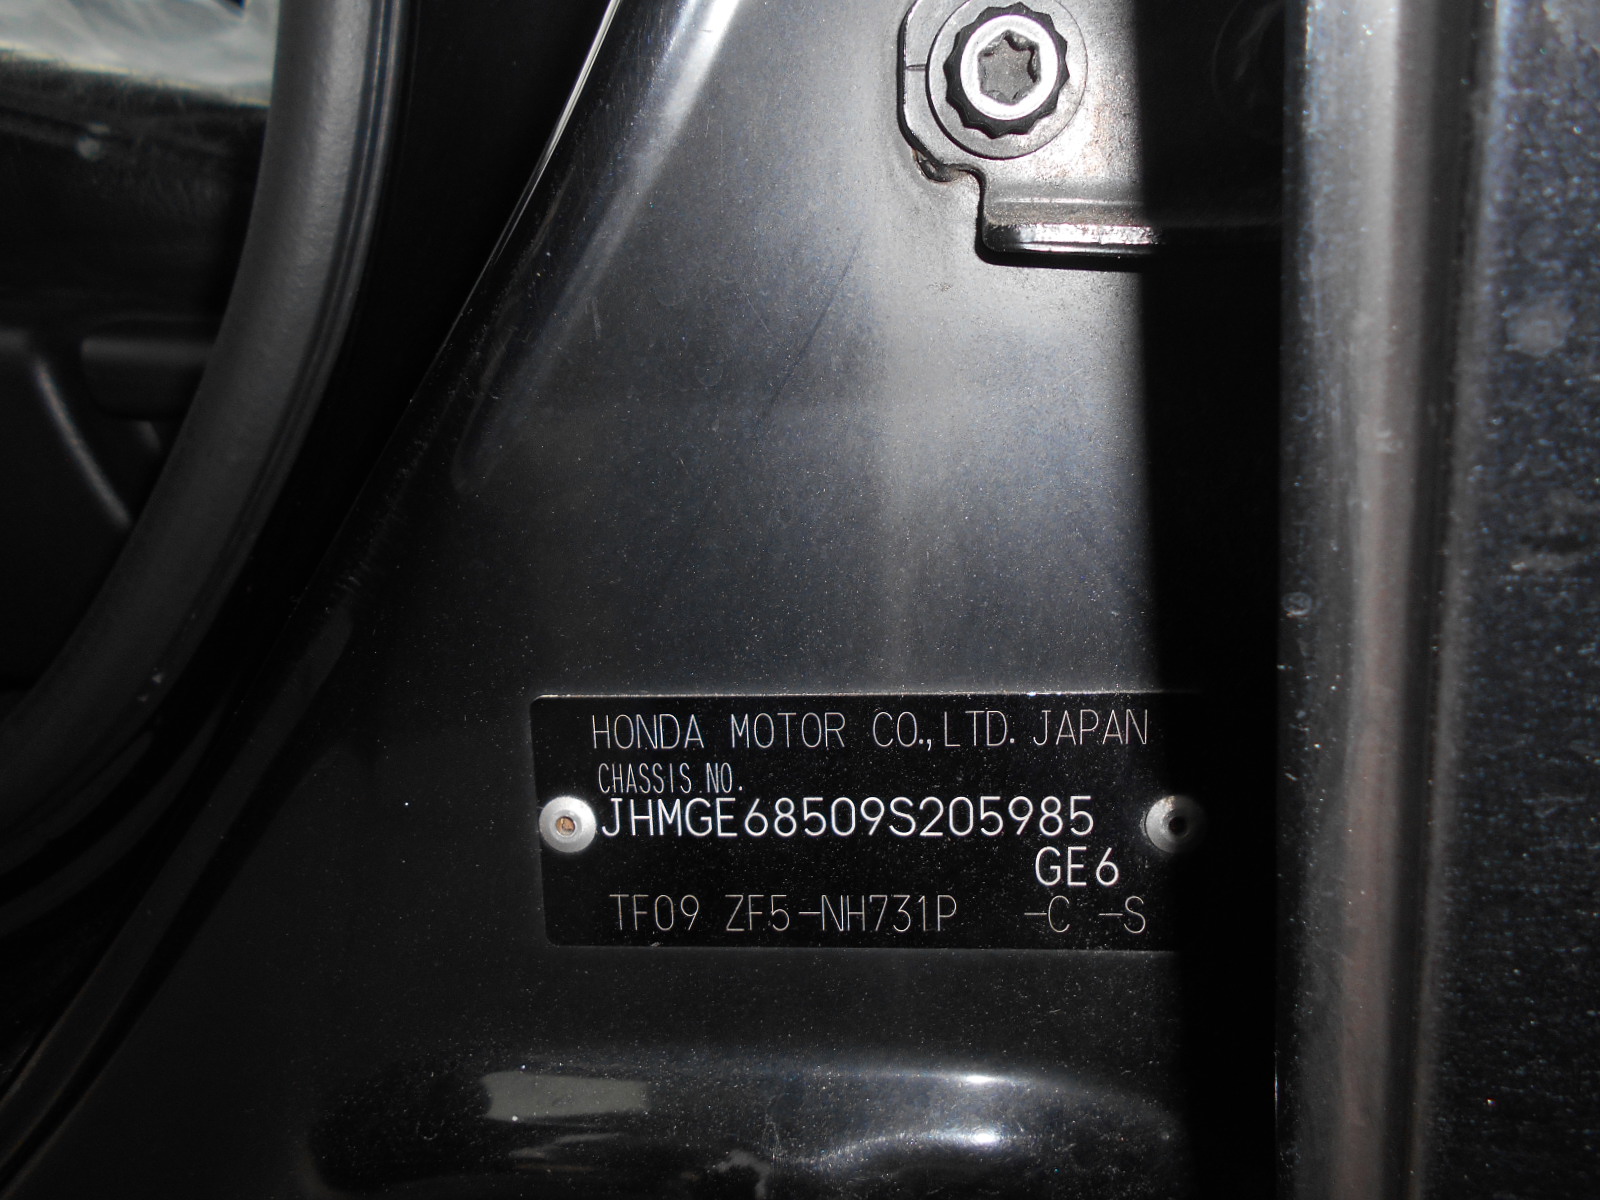 HONDA MOTOR CO., LTD. JAPAN
CHASSIS NO.
JHMGE68509S205985
GE6
TF09 ZF5-NH731P -C -S